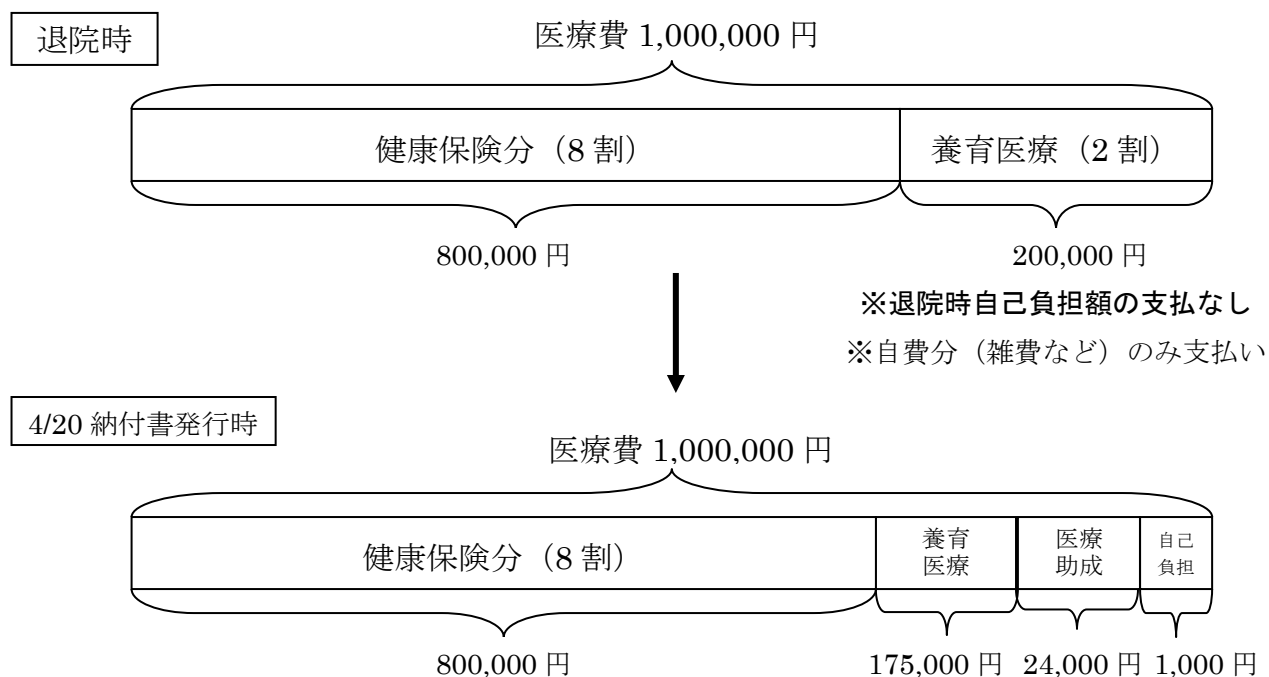 退院時
医療費 1,000,000 円
健康保険分（8 割）
養育医療（2 割）
800,000 円
200,000 円
※退院時自己負担額の支払なし
※自費分（雑費など）のみ支払い
4/20 納付書発行時
医療費 1,000,000 円
健康保険分（8 割）
養育
医療
医療
助成
自己
負担
800,000 円
175,000 円
24,000 円
1,000 円